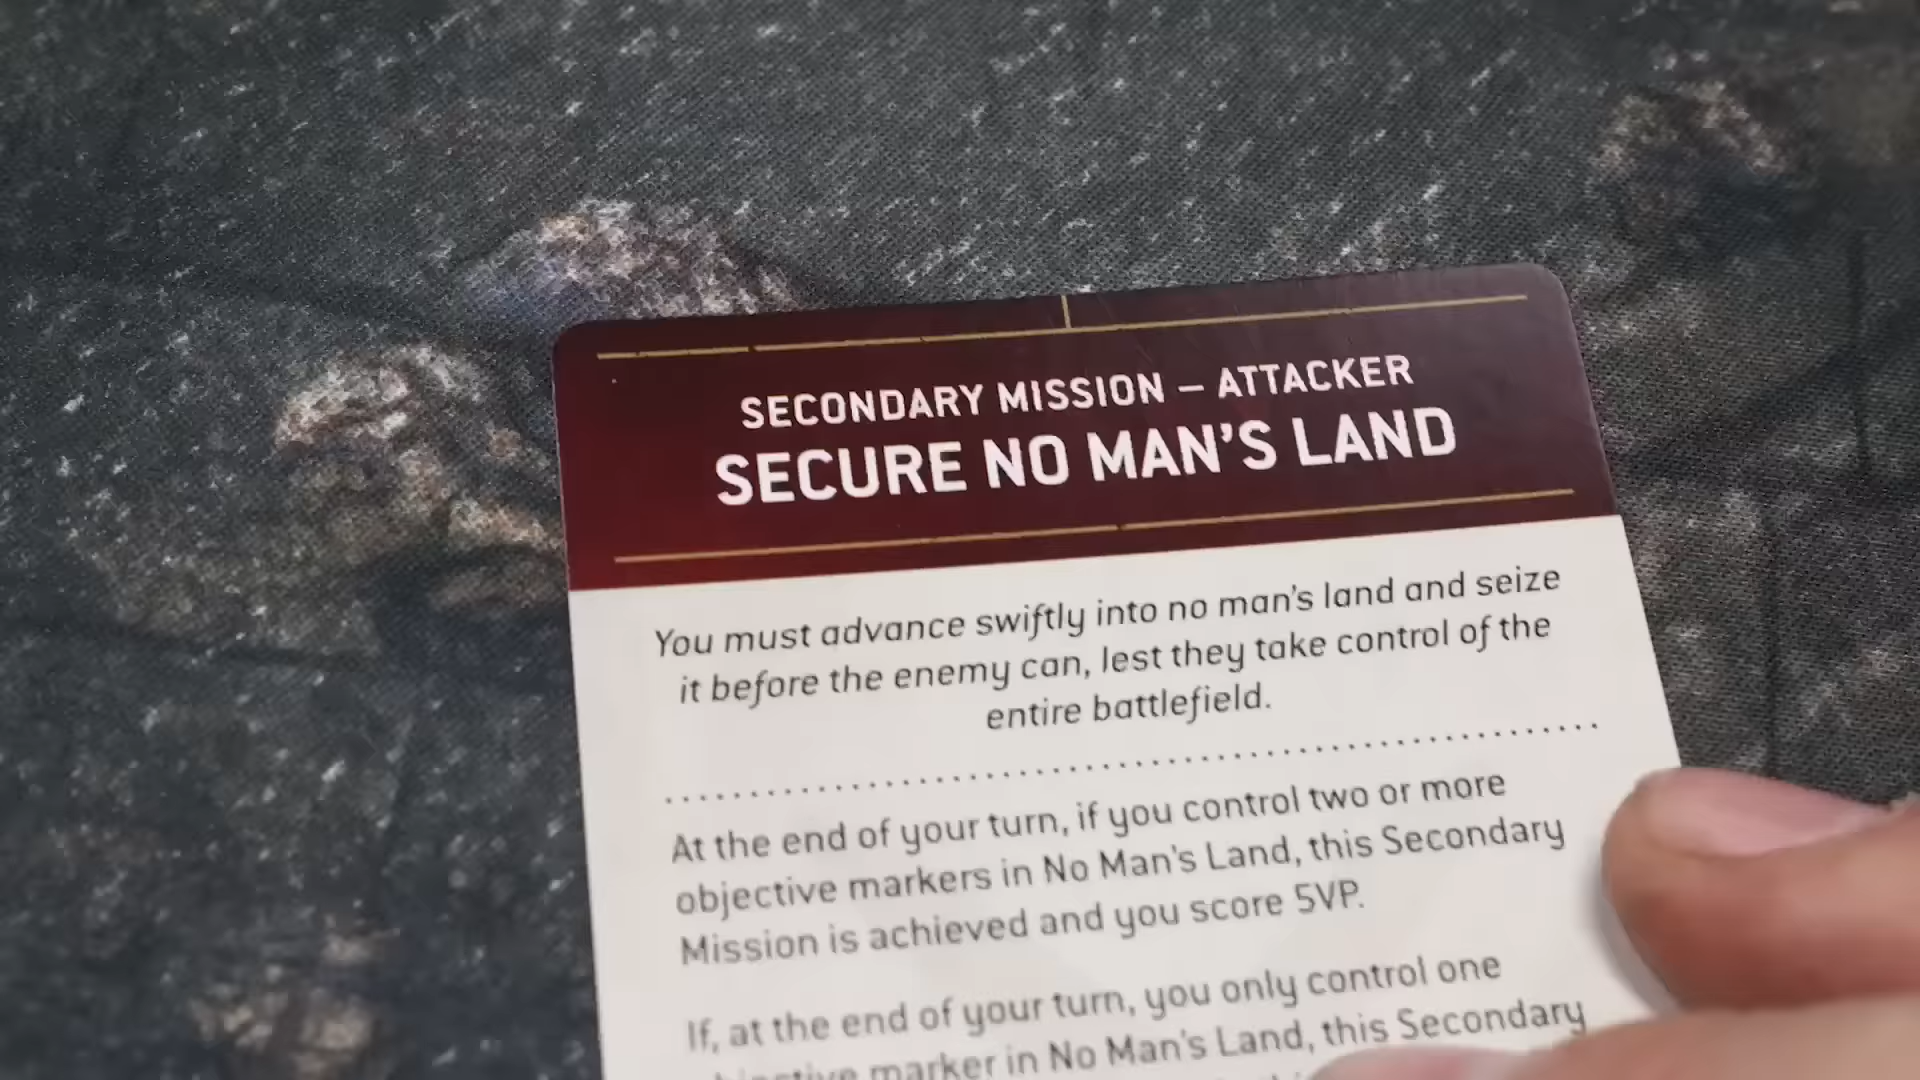 SECONDARY MISSION – ATTACKER
SECURE NO MAN'S LAND
You must advance swiftly into no man's land and seize
it before the enemy can, lest they take control of the
entire battlefield.
At the end of your turn, if you control two or more
objective markers in No Man's Land, this Secondary
Mission is achieved and you score 5VP.
If, at the end of your turn, you only control one
marker in No Man's Land, this Secondary